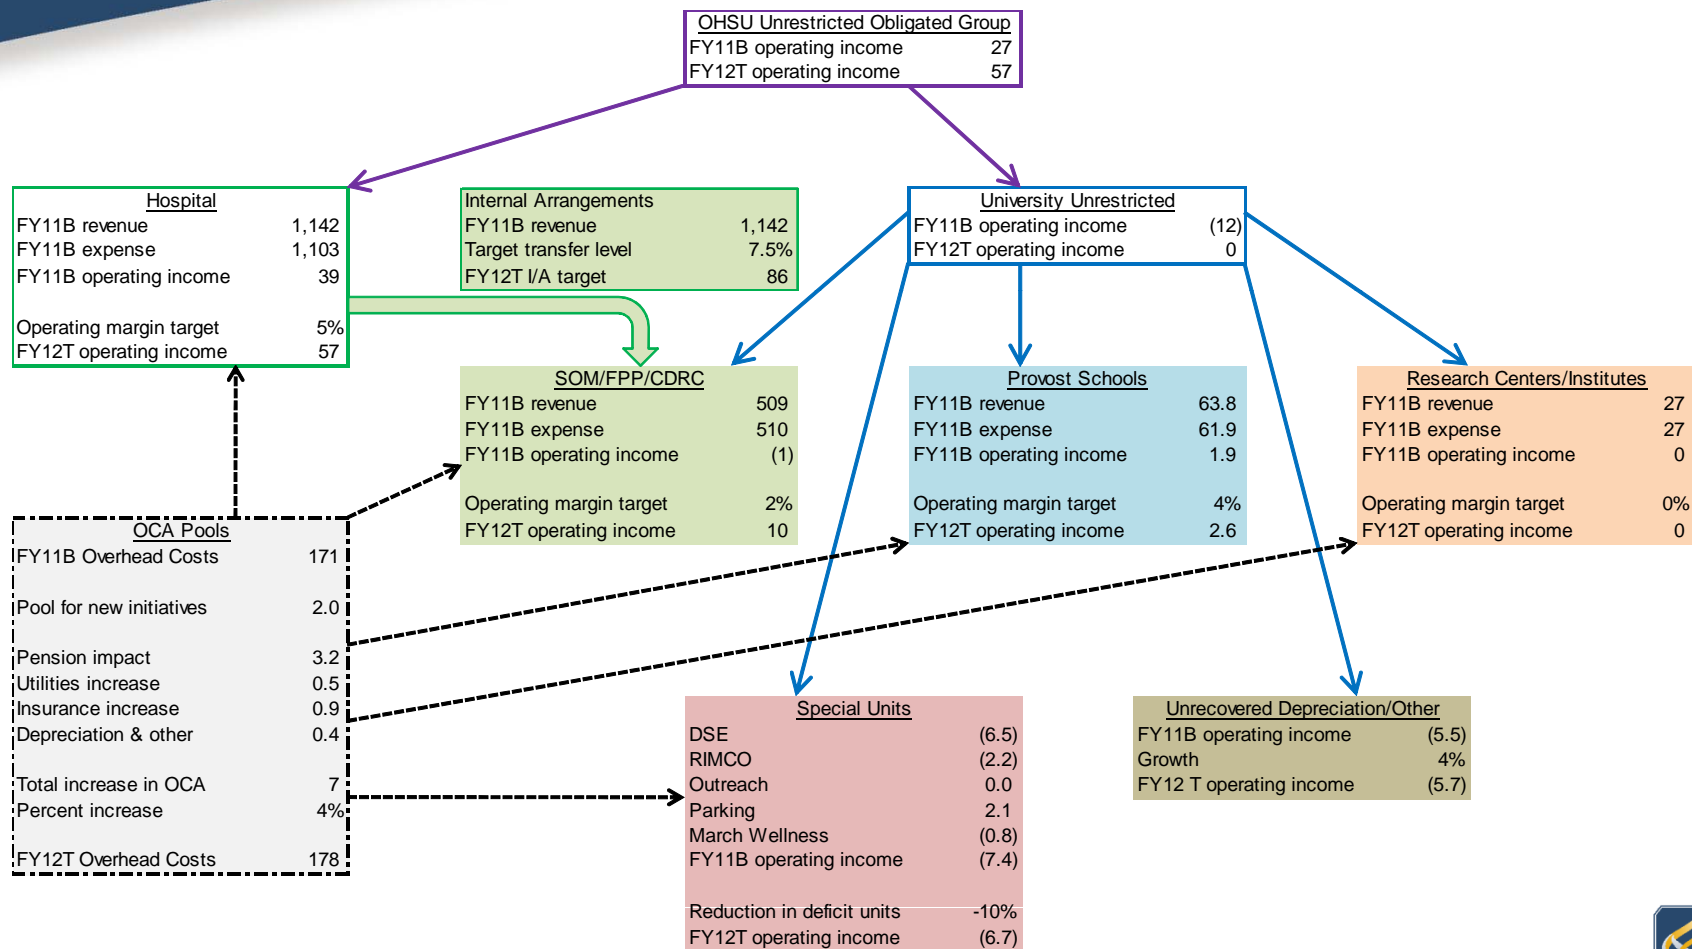 OHSU Unrestricted Obligated Group
FY11B operating income 27
FY12T operating income 57
Hospital
FY11B revenue 1,142
FY11B expense 1,103
FY11B operating income 39
Operating margin target 5%
FY12T operating income 57
Internal Arrangements
FY11B revenue 1,142
Target transfer level 7.5%
FY12T I/A target 86
University Unrestricted
FY11B operating income (12)
FY12T operating income 0
SOM/FPP/CDRC
FY11B revenue 509
FY11B expense 510
FY11B operating income (1)
Operating margin target 2%
FY12T operating income 10
Provost Schools
FY11B revenue 63.8
FY11B expense 61.9
FY11B operating income 1.9
Operating margin target 4%
FY12T operating income 2.6
Research Centers/Institutes
FY11B revenue 27
FY11B expense 27
FY11B operating income 0
Operating margin target 0%
FY12T operating income 0
OCA Pools
FY11B Overhead Costs 171
Pool for new initiatives 2.0
Pension impact 3.2
Utilities increase 0.5
Insurance increase 0.9
Depreciation & other 0.4
Total increase in OCA 7
Percent increase 4%
FY12T Overhead Costs 178
Special Units
DSE (6.5)
RIMCO (2.2)
Outreach 0.0
Parking 2.1
March Wellness (0.8)
FY11B operating income (7.4)
Reduction in deficit units -10%
FY12T operating income (6.7)
Unrecovered Depreciation/Other
FY11B operating income (5.5)
Growth 4%
FY12 T operating income (5.7)